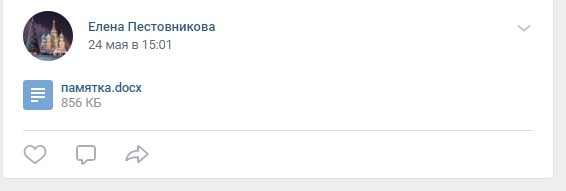 Елена Пестовникова
24 мая в 15:01
памятка.docx
856 КБ